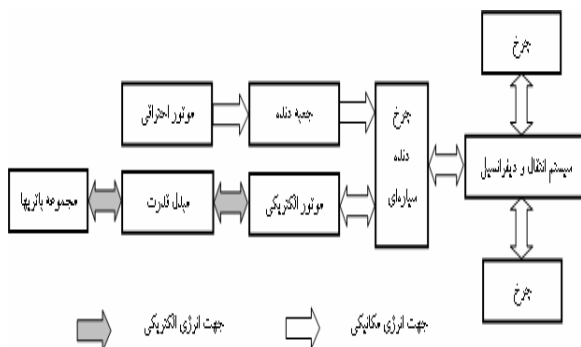 چرخ
موتور احتراقی
جعبه دنده
چرخ
دنده
سیاره‌ای
سیستم انتقال و دیفرانسیل
مجموعه باتریها
مبدل قدرت
موتور الکتریکی
چرخ
جهت انرژی الکتریکی
جهت انرژی مکانیکی